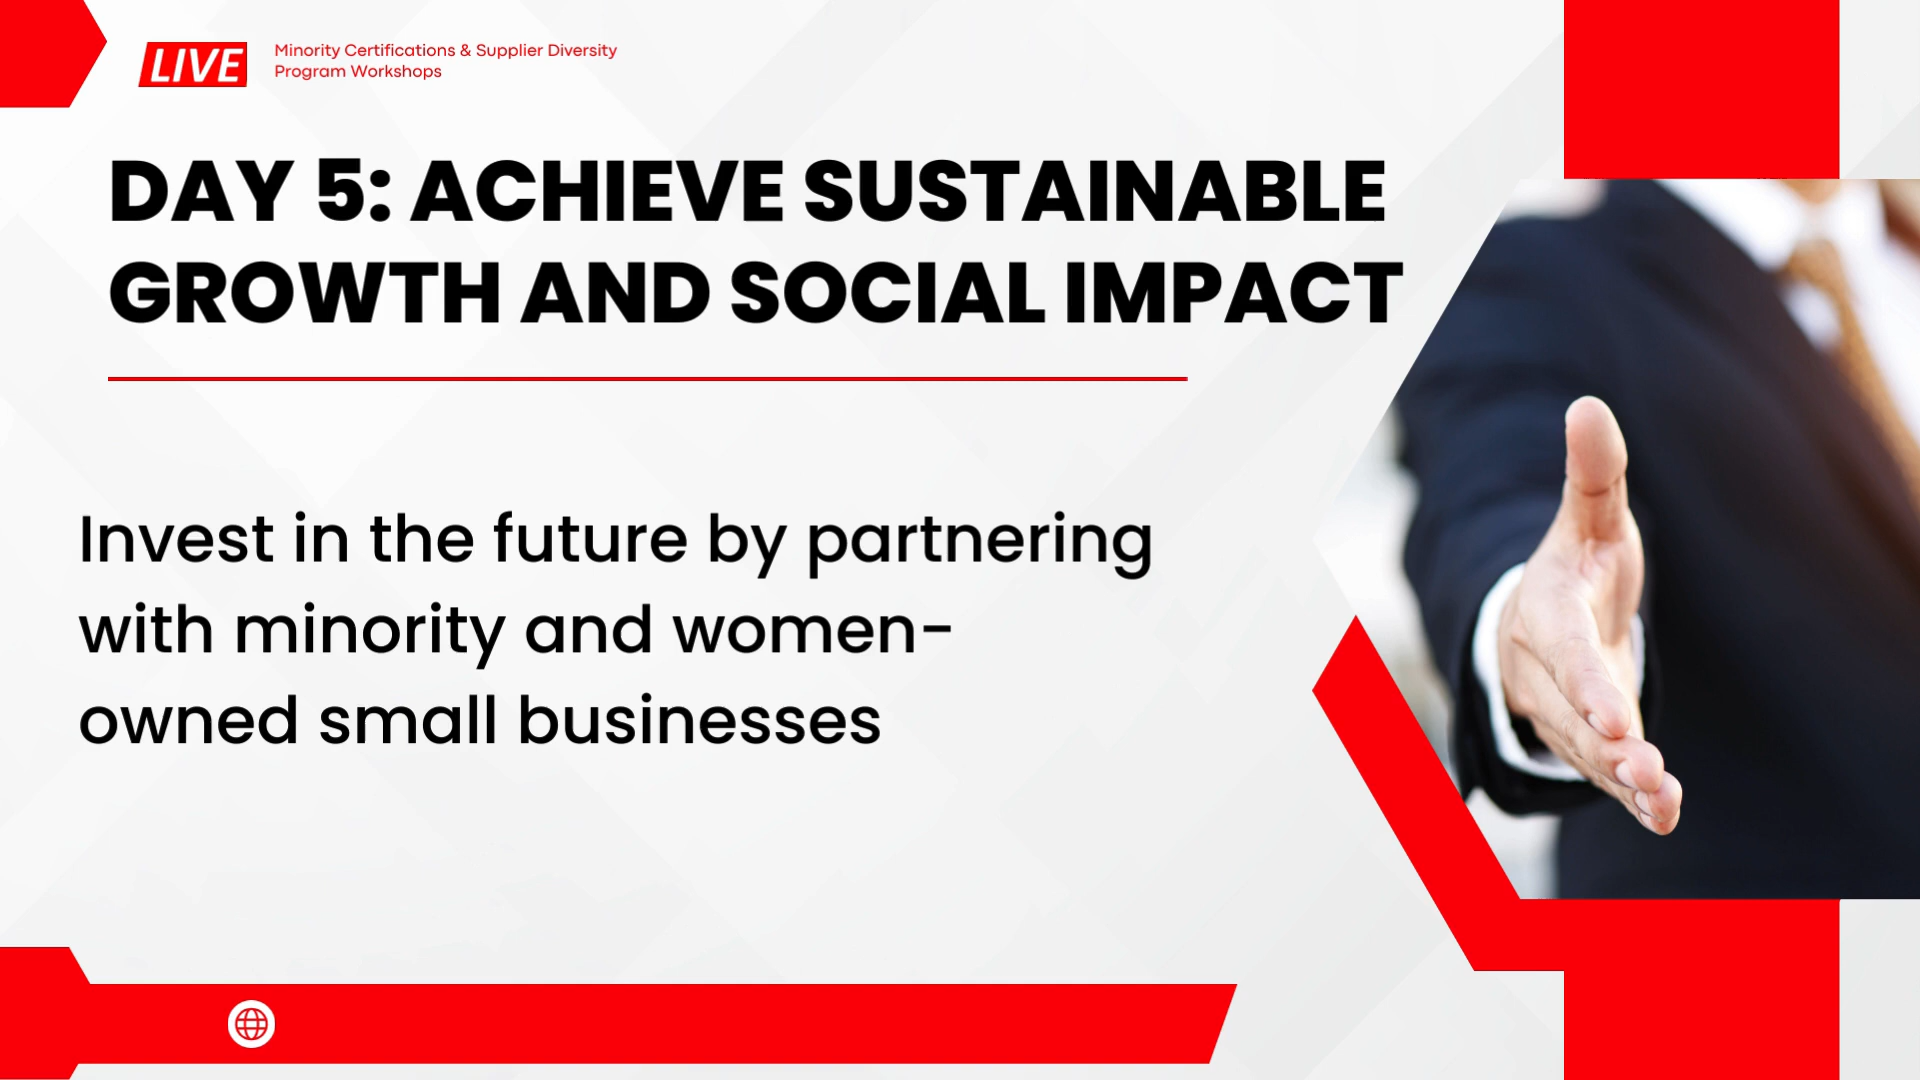 LIVE
Minority Certifications & Supplier Diversity
Program Workshops
DAY 5: ACHIEVE SUSTAINABLE
GROWTH AND SOCIAL IMPACT
Invest in the future by partnering
with minority and women-
owned small businesses